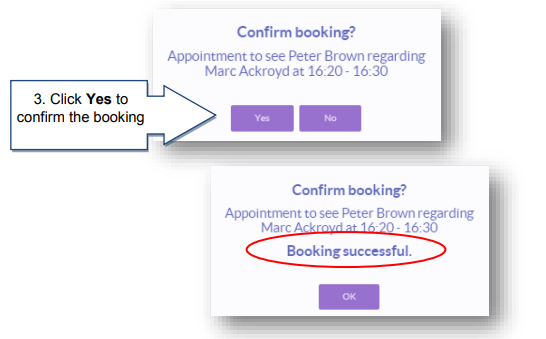 Confirm booking?
Appointment to see Peter Brown regarding
Marc Ackroyd at 16:20 - 16:30
3. Click Yes to
confirm the booking
Yes
No
Confirm booking?
Appointment to see Peter Brown regarding
Marc Ackroyd at 16:20 - 16:30
Booking successful.
OK